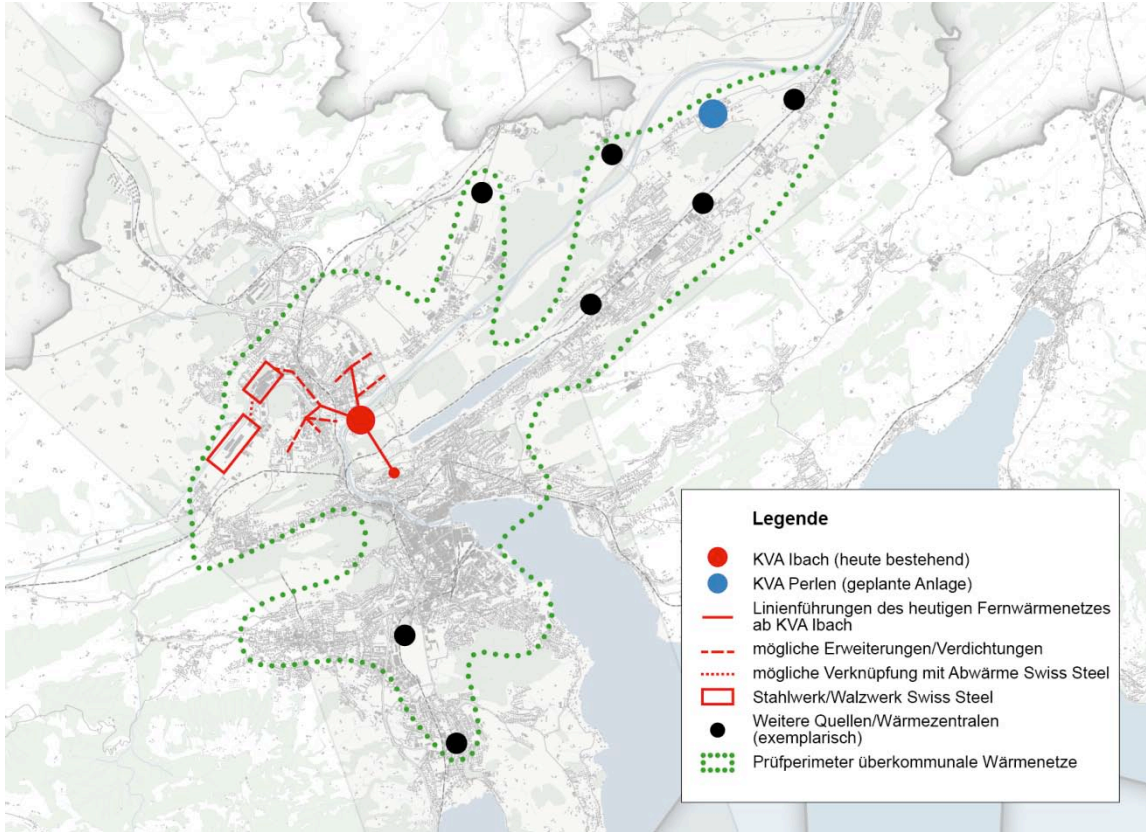 Legende
KVA Ibach (heute bestehend)
KVA Perlen (geplante Anlage)
Linienführungen des heutigen Fernwärmenetzes
ab KVA Ibach
mögliche Erweiterungen/Verdichtungen
mögliche Verknüpfung mit Abwärme Swiss Steel
Stahlwerk/Walzwerk Swiss Steel
Weitere Quellen/Wärmezentralen
(exemplarisch)
Prüfperimeter überkommunale Wärmenetze